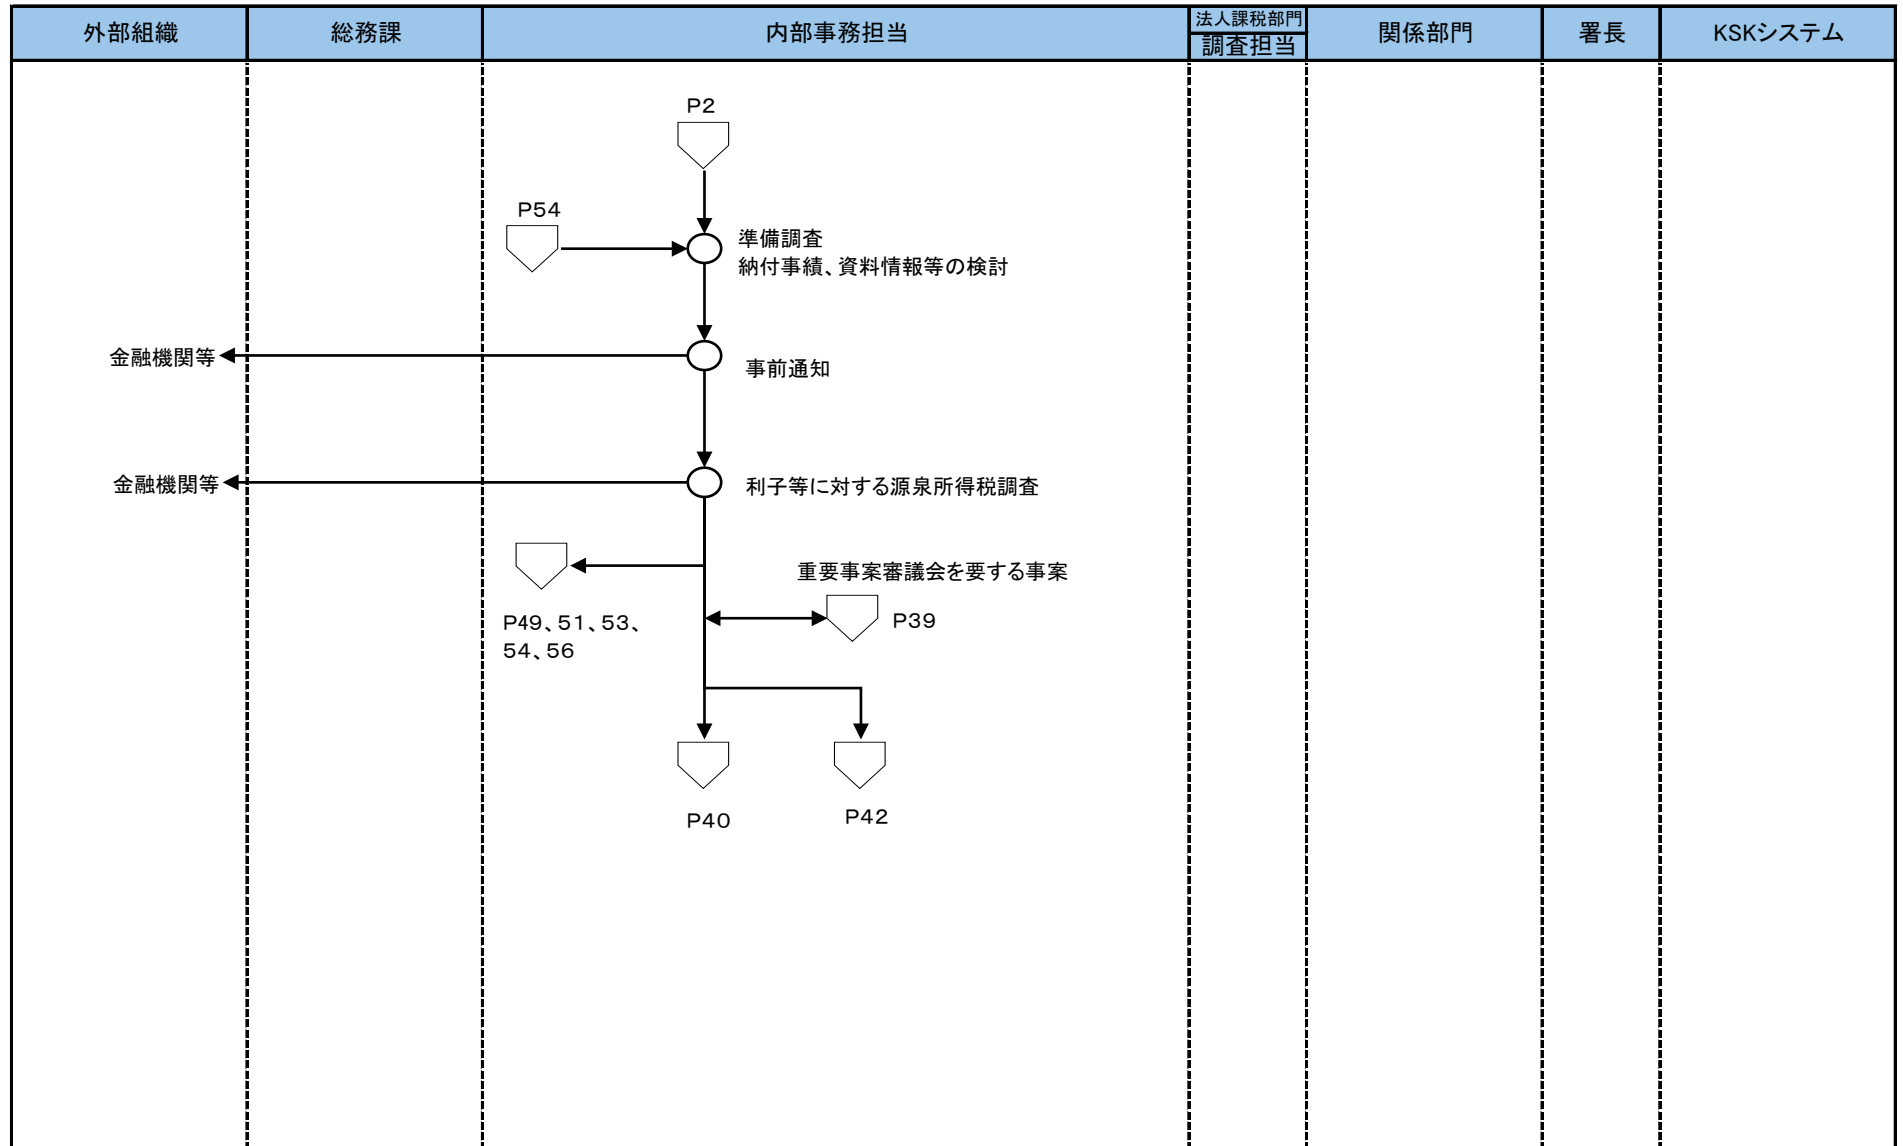 外部組織
総務課
内部事務担当
法人課税部門
調査担当
関係部門
署長
KSKシステム
P2
P54
準備調査
納付事績、資料情報等の検討
金融機関等
事前通知
金融機関等
利子等に対する源泉所得税調査
重要事案審議会を要する事案
P49、51、53、
54、56
P39
P40
P42